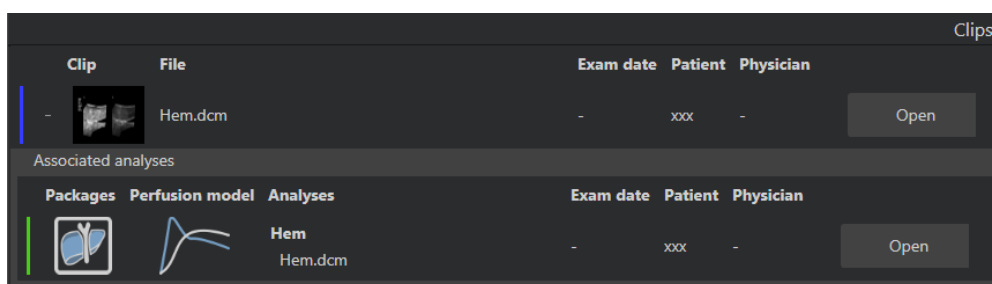 Clips
Clip File Exam date Patient Physician
- Hem.dcm - xxx - Open
Associated analyses
Packages Perfusion model Analyses Exam date Patient Physician
Hem
Hem.dcm - xxx - Open